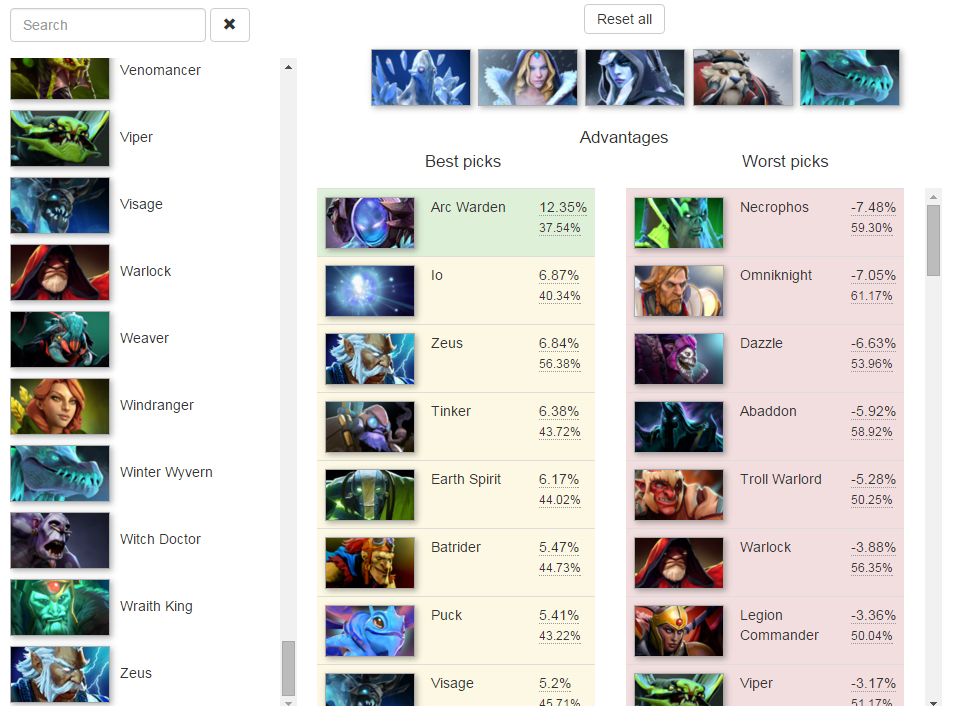 Search
Reset all
Venomancer
Viper
Visage
Warlock
Weaver
Windranger
Winter Wyvern
Witch Doctor
Wraith King
Zeus
Advantages
Best picks
Arc Warden 12.35%
37.54%
Io 6.87%
40.34%
Zeus 6.84%
56.38%
Tinker 6.38%
43.72%
Earth Spirit 6.17%
44.02%
Batrider 5.47%
44.73%
Puck 5.41%
43.22%
Visage 5.2%
45.71%
Worst picks
Necrophos -7.48%
59.30%
Omniknight -7.05%
61.17%
Dazzle -6.63%
53.96%
Abaddon -5.92%
58.92%
Troll Warlord -5.28%
50.25%
Warlock -3.88%
56.35%
Legion -3.36%
Commander 50.04%
Viper -3.17%
51.17%